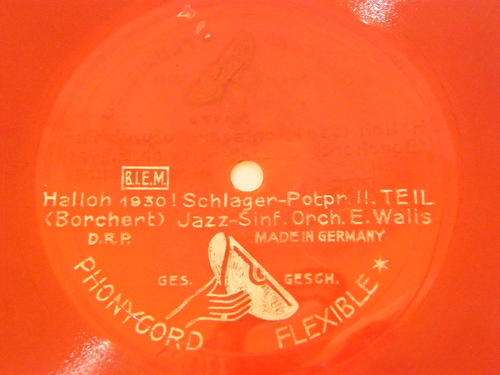 B.I.E.M.
Halloh 1930! Schlager-Potpr. II. TEIL
(Borchert) Jazz-Sinf. Orch. E. Walis
D.R.P. MADE IN GERMANY
GES. GESCH.
PHONYCORD FLEXIBLE*